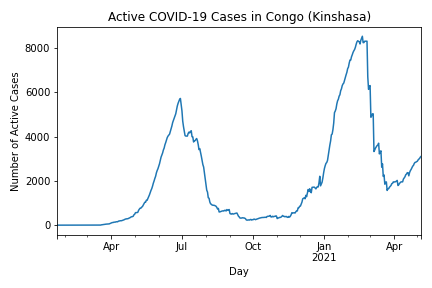 Active COVID-19 Cases in Congo (Kinshasa)
Number of Active Cases
8000
6000
4000
2000
0
Apr
Jul
Oct
Jan
2021
Apr
Day